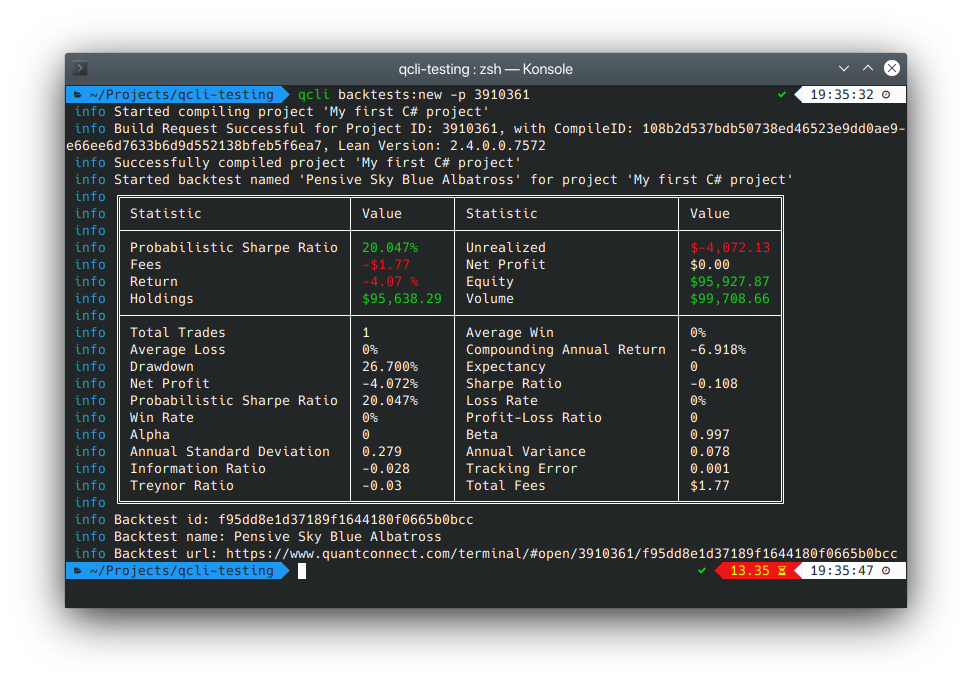 qcli-testing : zsh — Konsole
~/Projects/qcli-testing qcli backtests:new -p 3910361 ✔ 19:35:32
info Started compiling project 'My first C# project'
info Build Request Successful for Project ID: 3910361, with CompileID: 108b2d537bdb50738ed46523e9dd0ae9-
e66ee6d7633b6d9d552138bfeb5f6ea7, Lean Version: 2.4.0.0.7572
info Successfully compiled project 'My first C# project'
info Started backtest named 'Pensive Sky Blue Albatross' for project 'My first C# project'
info
info Statistic Value Statistic Value
info
info Probabilistic Sharpe Ratio 20.047% Unrealized $-4,072.13
info Fees -$1.77 Net Profit $0.00
info Return -4.07 % Equity $95,927.87
info Holdings $95,638.29 Volume $99,708.66
info
info Total Trades 1 Average Win 0%
info Average Loss 0% Compounding Annual Return -6.918%
info Drawdown 26.700% Expectancy 0
info Net Profit -4.072% Sharpe Ratio -0.108
info Probabilistic Sharpe Ratio 20.047% Loss Rate 0%
info Win Rate 0% Profit-Loss Ratio 0
info Alpha 0 Beta 0.997
info Annual Standard Deviation 0.279 Annual Variance 0.078
info Information Ratio -0.028 Tracking Error 0.001
info Treynor Ratio -0.03 Total Fees $1.77
info
info Backtest id: f95dd8e1d37189f1644180f0665b0bcc
info Backtest name: Pensive Sky Blue Albatross
info Backtest url: https://www.quantconnect.com/terminal/#open/3910361/f95dd8e1d37189f1644180f0665b0bcc
~/Projects/qcli-testing ✔ 13.35 19:35:47